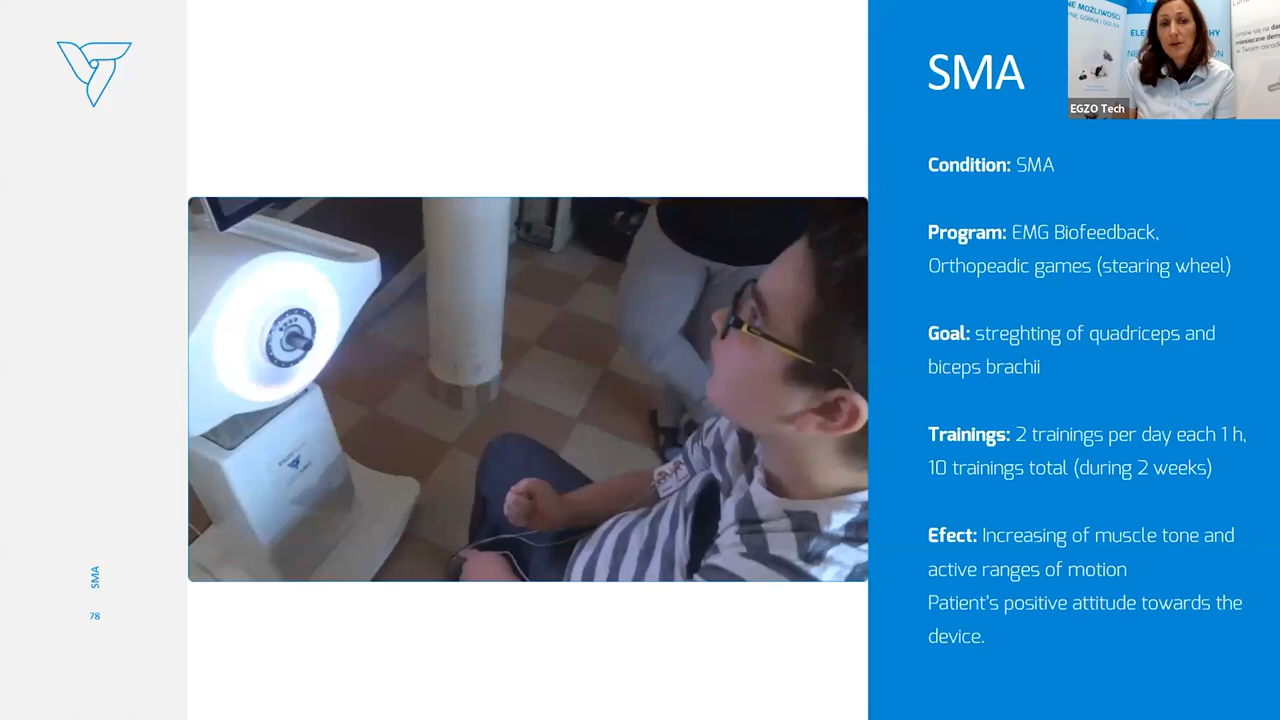 SMA
NE MOŻLIWOŚCI
EGZO Tech
Condition: SMA
Program: EMG Biofeedback,
Orthopeadic games (stearing wheel)
Goal: streghting of quadriceps and
biceps brachii
Trainings: 2 trainings per day each 1 h,
10 trainings total (during 2 weeks)
Efect: Increasing of muscle tone and
active ranges of motion
Patient's positive attitude towards the
device.
SMA
78